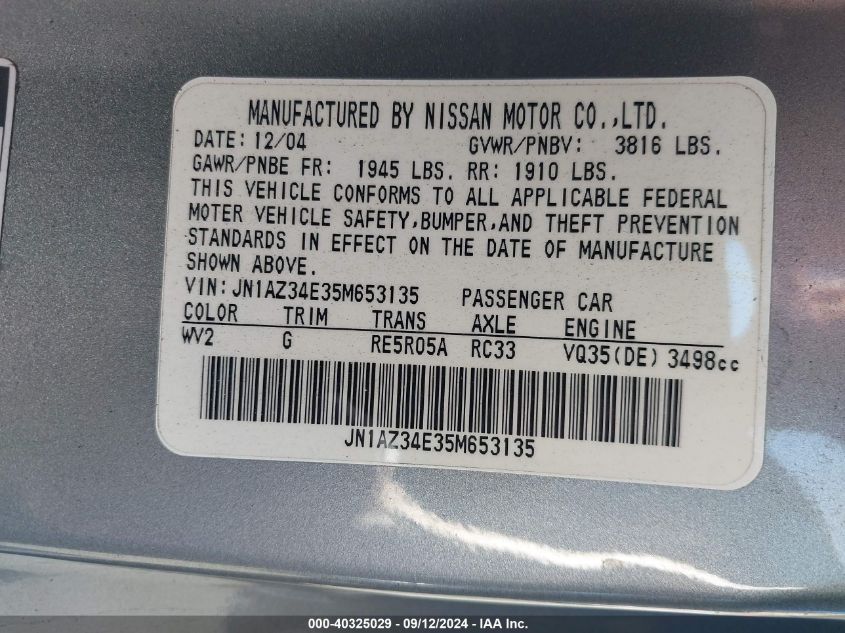 MANUFACTURED BY NISSAN MOTOR CO.,LTD.
DATE: 12/04 GVWR/PNBV: 3816 LBS.
GAWR/PNBE FR: 1945 LBS. RR: 1910 LBS.
THIS VEHICLE CONFORMS TO ALL APPLICABLE FEDERAL
MOTER VEHICLE SAFETY,BUMPER,AND THEFT PREVENTION
STANDARDS IN EFFECT ON THE DATE OF MANUFACTURE
SHOWN ABOVE.
VIN: JN1AZ34E35M653135 PASSENGER CAR
COLOR TRIM TRANS AXLE ENGINE
WV2 G RE5R05A RC33 VQ35(DE) 3498cc
JN1AZ34E35M653135
000-40325029 - 09/12/2024 - © IAA Inc.